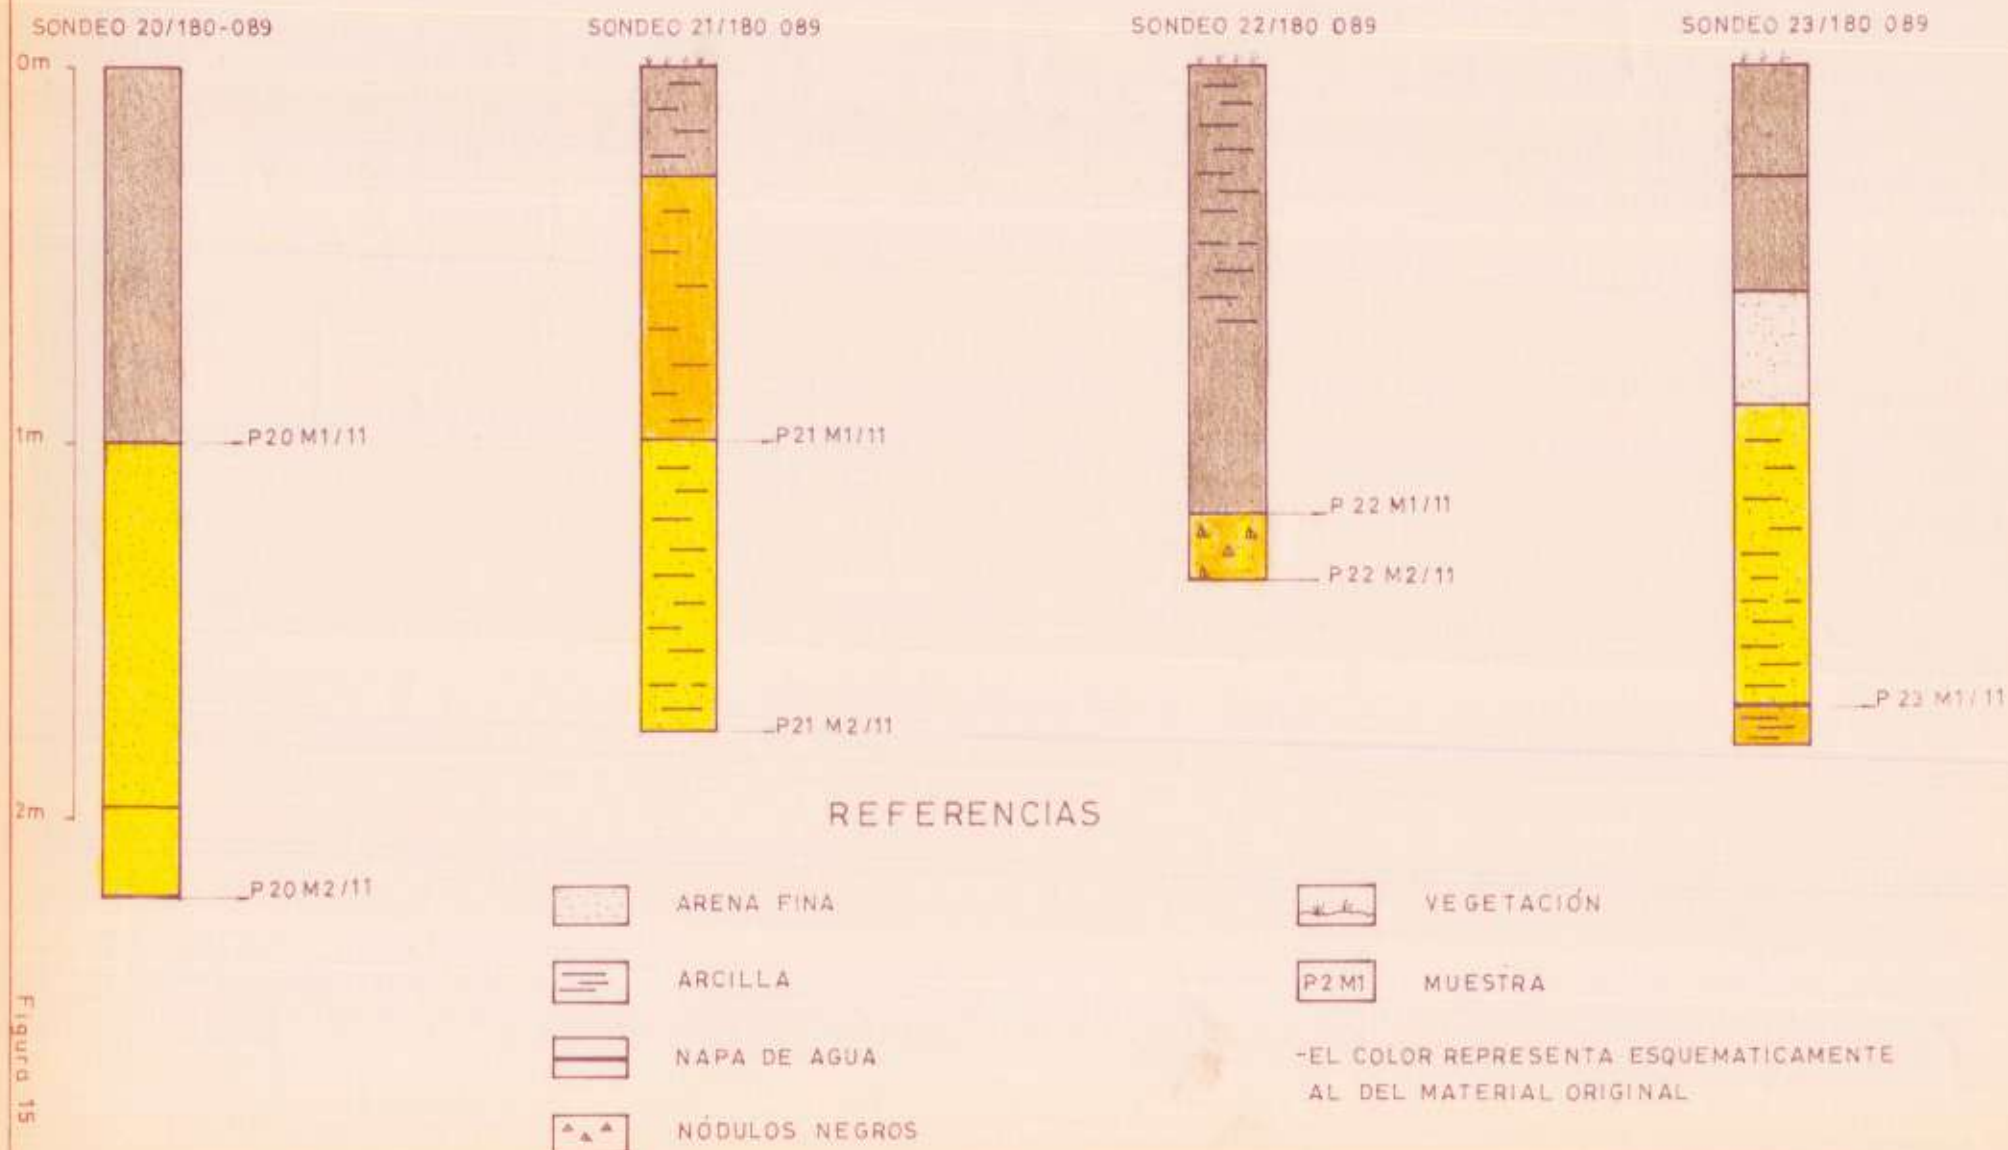 SONDEO 20/180-089
SONDEO 21/180 089
SONDEO 22/180 089
SONDEO 23/180 089
0m
1m
2m
P20 M1/11
P20 M2/11
P21 M1/11
P21 M2/11
P 22 M1/11
P22 M2/11
P 23 M1/11
REFERENCIAS
ARENA FINA
ARCILLA
NAPA DE AGUA
NÓDULOS NEGROS
VEGETACIÓN
P2 M1 MUESTRA
-EL COLOR REPRESENTA ESQUEMATICAMENTE
AL DEL MATERIAL ORIGINAL
Figura 15